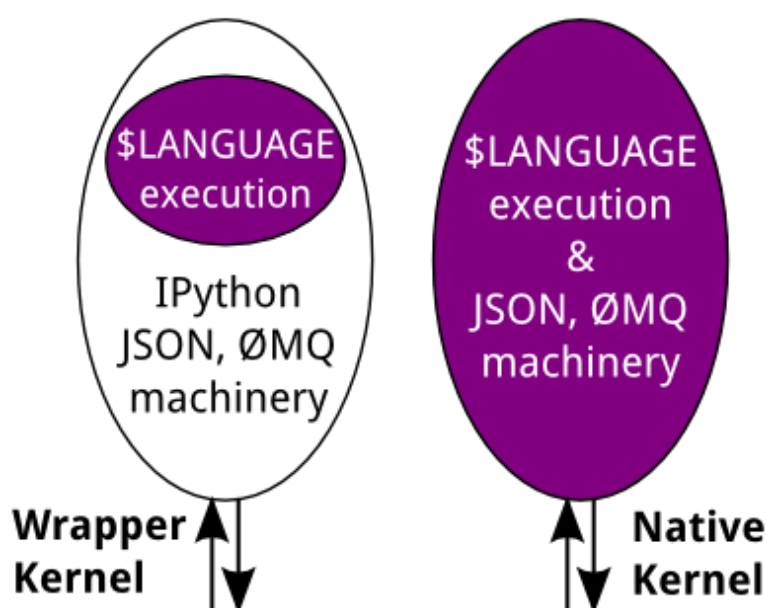 $LANGUAGE
execution
IPython
JSON, ØMQ
machinery
Wrapper
Kernel
$LANGUAGE
execution
&
JSON, ØMQ
machinery
Native
Kernel